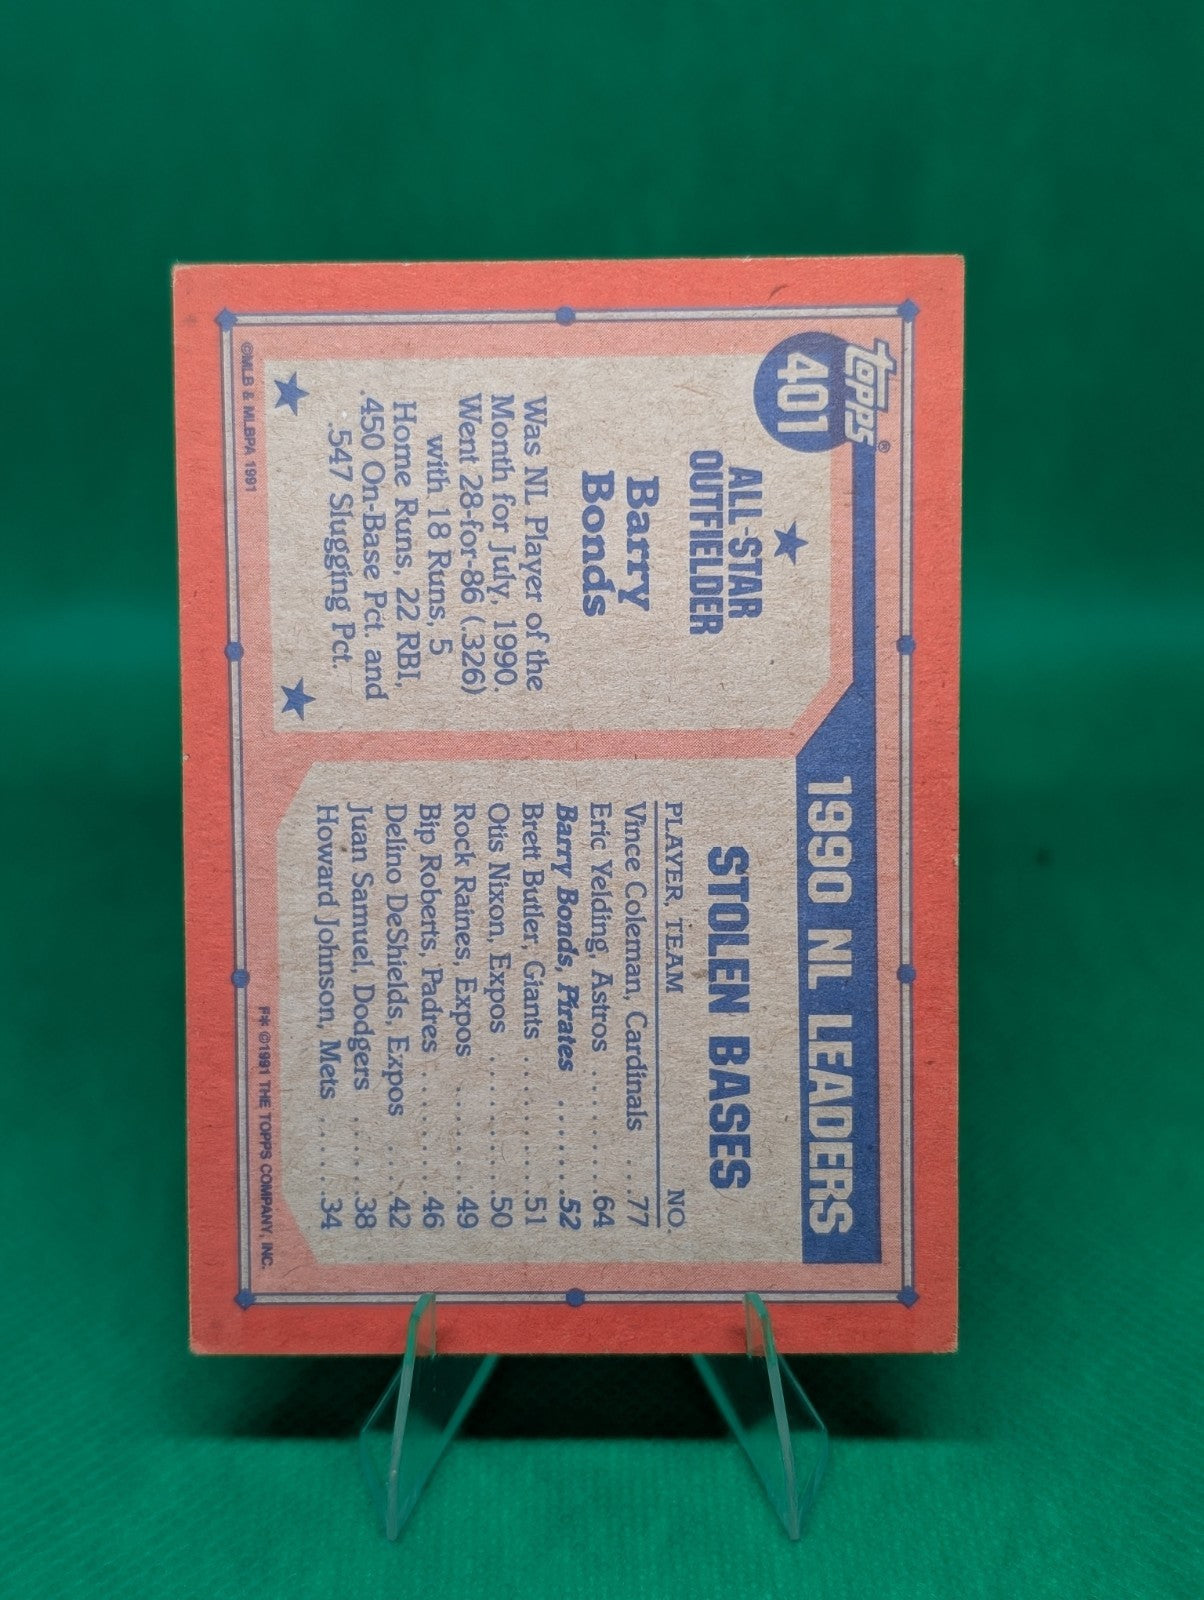 topps®
401
ALL-STAR
OUTFIELDER
Barry
Bonds
Was NL Player of the
Month for July, 1990.
Went 28-for-86 (.326)
with 18 Runs, 5
Home Runs, 22 RBI,
.450 On-Base Pct. and
.547 Slugging Pct.
©MLB & MLBPA 1991
1990 NL LEADERS
STOLEN BASES
PLAYER, TEAM NO.
Vince Coleman, Cardinals ...77
Eric Yelding, Astros ..........64
Barry Bonds, Pirates ........52
Brett Butler, Giants ..........51
Otis Nixon, Expos ..........50
Rock Raines, Expos ........49
Bip Roberts, Padres .........46
Delino DeShields, Expos ....42
Juan Samuel, Dodgers ......38
Howard Johnson, Mets ......34
F* ©1991 THE TOPPS COMPANY, INC.